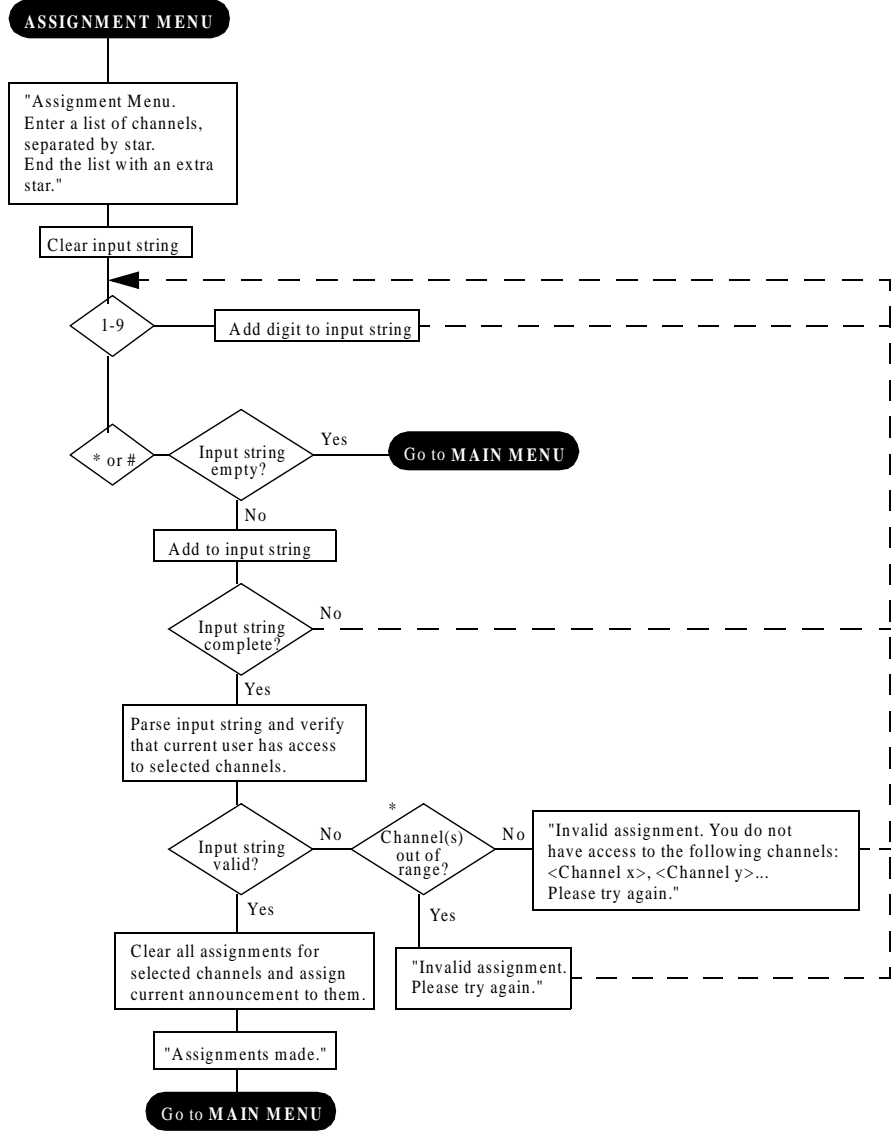 ASSIGNMENT MENU
"Assignment Menu.
Enter a list of channels,
separated by star.
End the list with an extra
star."
Clear input string
1-9
Add digit to input string
* or #
Input string
empty?
Yes
Go to MAIN MENU
No
Add to input string
Input string
complete?
No
Yes
Parse input string and verify
that current user has access
to selected channels.
Input string
valid?
No
*
Channel(s)
out of
range?
No
"Invalid assignment. You do not
have access to the following channels:
<Channel x>, <Channel y>...
Please try again."
Yes
Yes
Clear all assignments for
selected channels and assign
current announcement to them.
"Invalid assignment.
Please try again."
"Assignments made."
Go to MAIN MENU